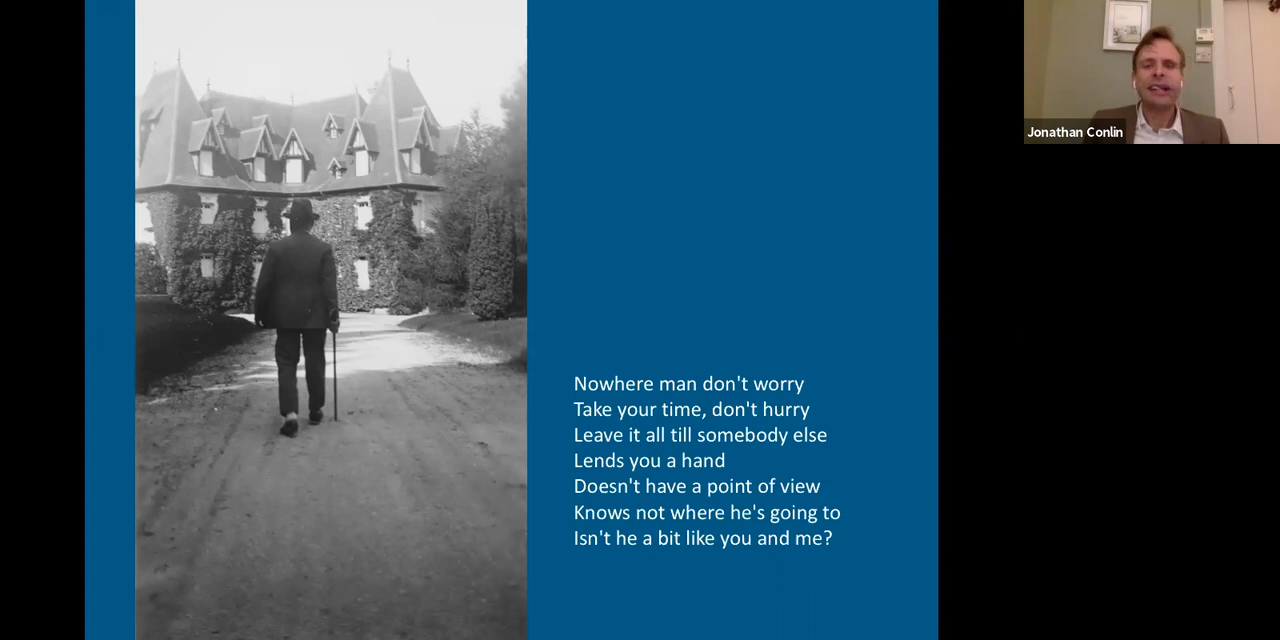 Jonathan Conlin
Nowhere man don't worry
Take your time, don't hurry
Leave it all till somebody else
Lends you a hand
Doesn't have a point of view
Knows not where he's going to
Isn't he a bit like you and me?